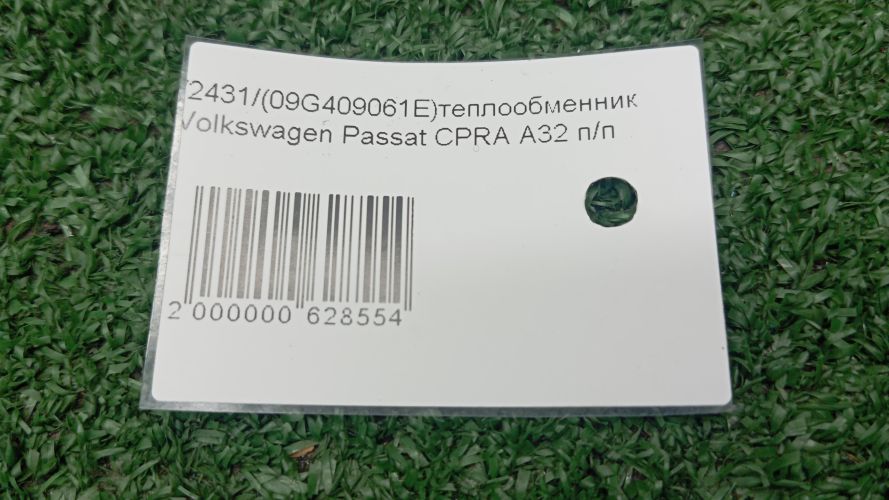 2431/(09G409061E)теплообменник
Volkswagen Passat CPRA A32 п/п
2 000000 628554